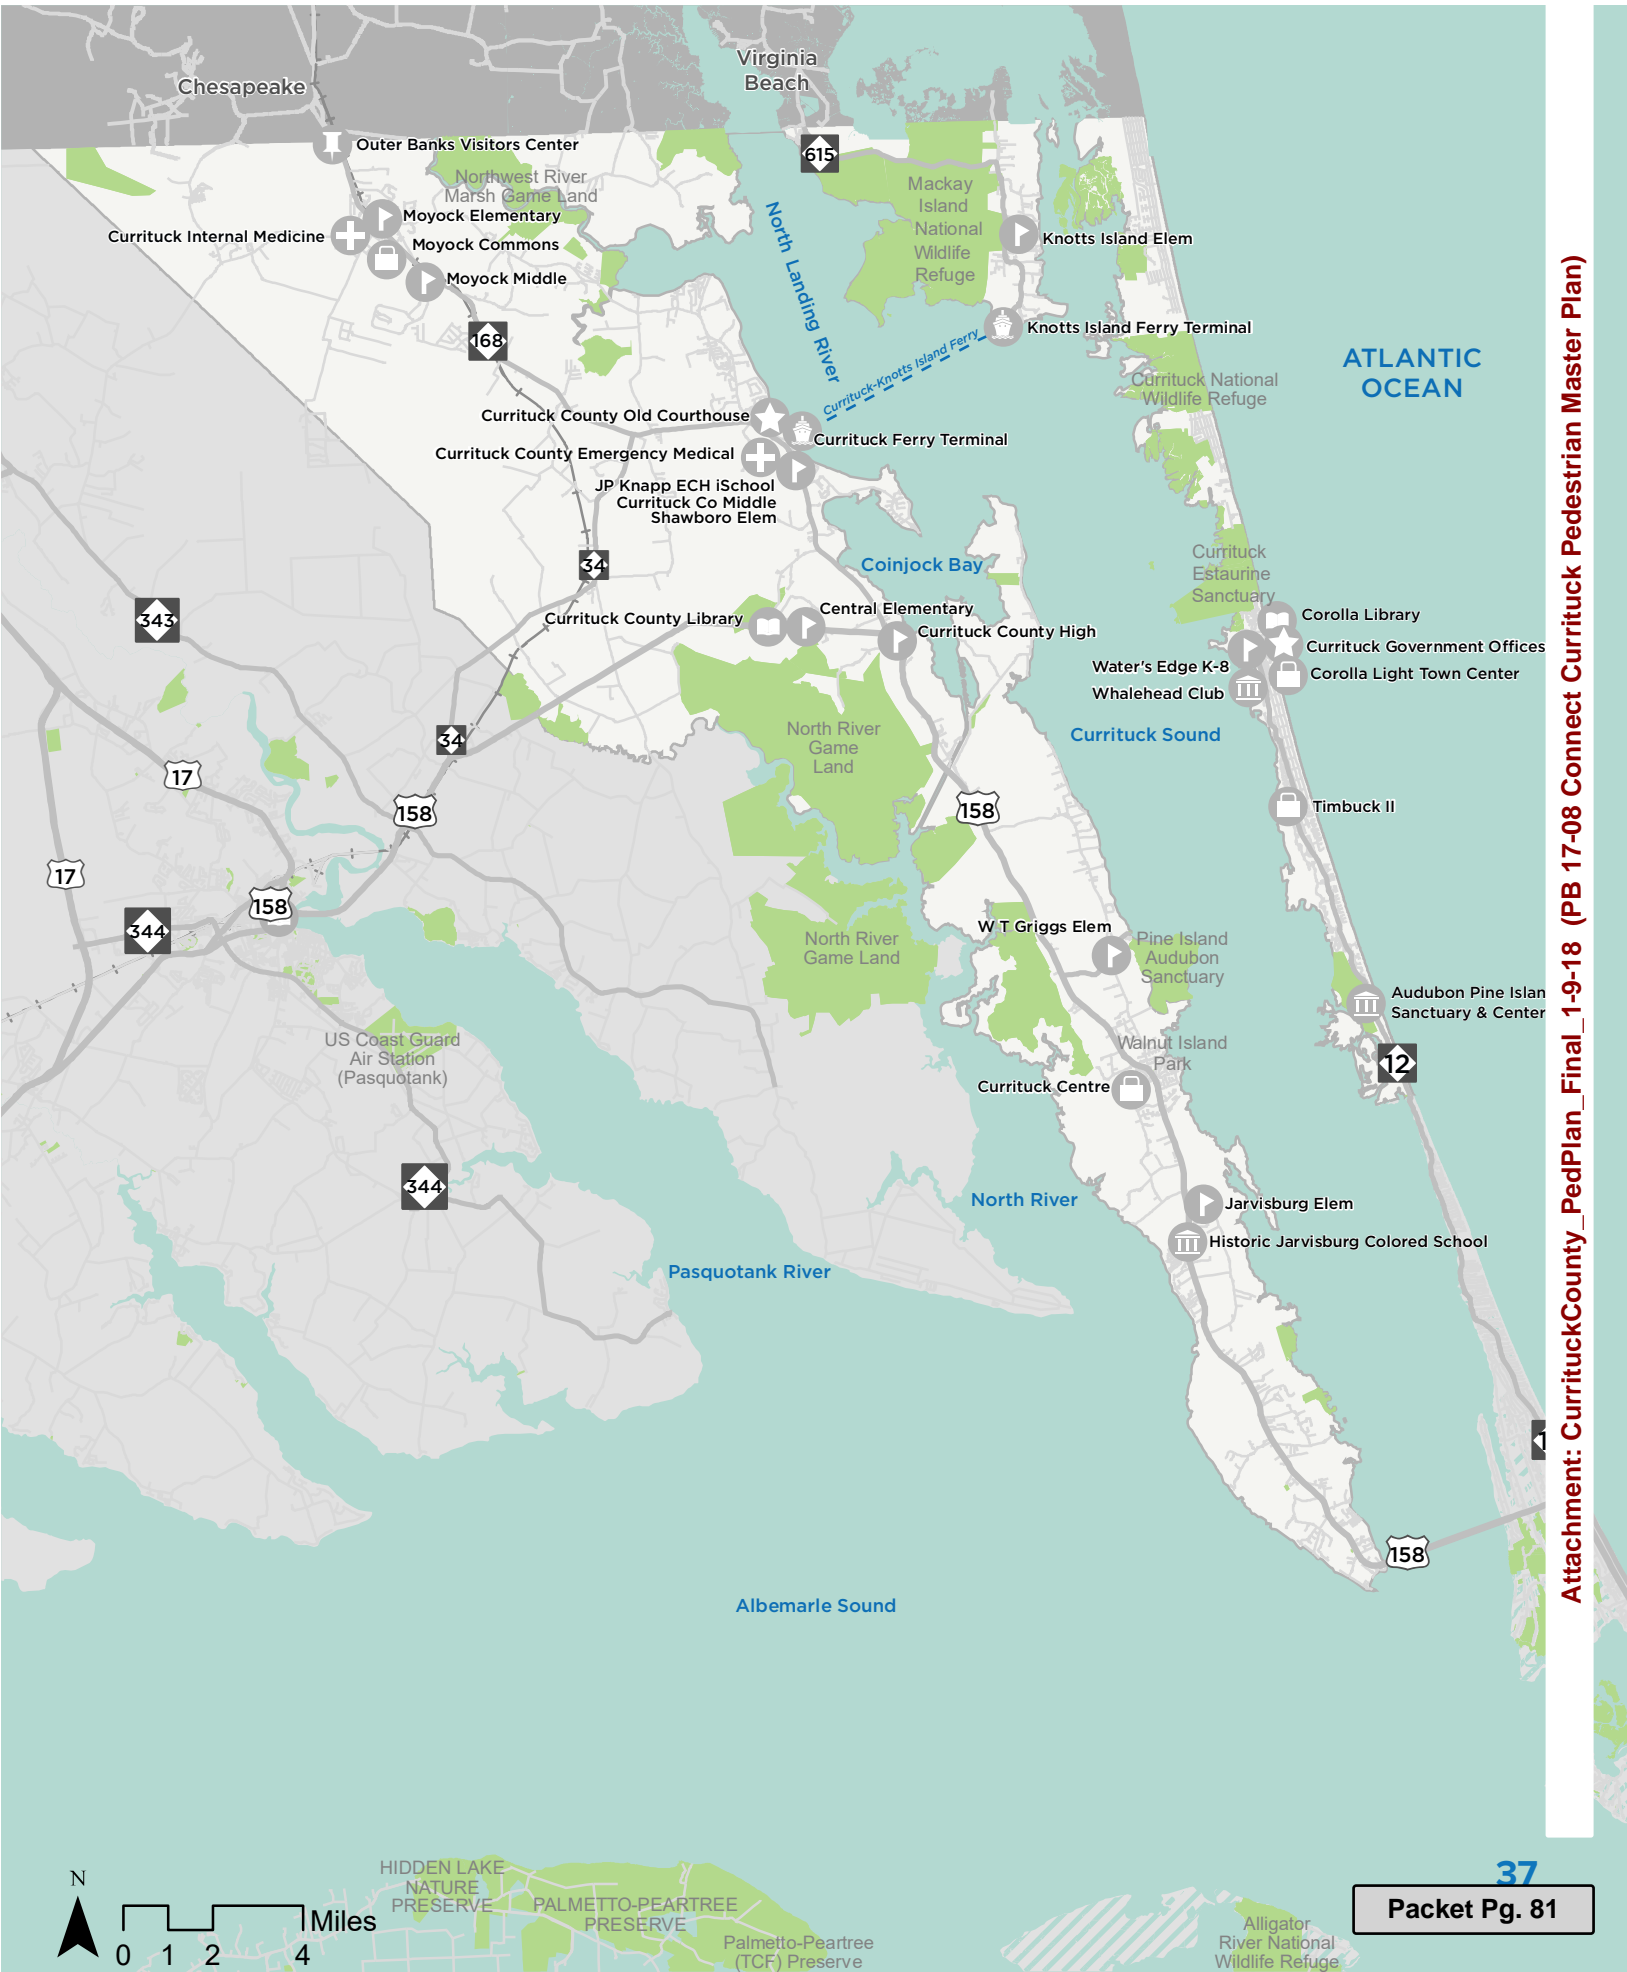 Chesapeake
Virginia
Beach
Outer Banks Visitors Center
615
Northwest River
Marsh Game Land
Mackay
Island
National
Wildlife
Refuge
Moyock Elementary
Currituck Internal Medicine
Moyock Commons
Moyock Middle
North Landing River
Knotts Island Elem
Knotts Island Ferry Terminal
168
Currituck-Knotts Island Ferry
ATLANTIC
OCEAN
Currituck National
Wildlife Refuge
Currituck County Old Courthouse
Currituck Ferry Terminal
Currituck County Emergency Medical
JP Knapp ECH iSchool
Currituck Co Middle
Shawboro Elem
34
Coinjock Bay
Currituck
Estaurine
Sanctuary
343
Currituck County Library
Central Elementary
Currituck County High
Corolla Library
Currituck Government Offices
Water's Edge K-8
Corolla Light Town Center
Whalehead Club
34
North River
Game
Land
Currituck Sound
17
158
158
Timbuck II
17
158
344
North River
Game Land
W T Griggs Elem
Pine Island
Audubon
Sanctuary
Audubon Pine Islan
Sanctuary & Center
US Coast Guard
Air Station
(Pasquotank)
Walnut Island
Park
12
Currituck Centre
344
North River
Jarvisburg Elem
Historic Jarvisburg Colored School
Pasquotank River
1
158
Albemarle Sound
Attachment: CurrituckCounty_PedPlan_Final_1-9-18 (PB 17-08 Connect Currituck Pedestrian Master Plan)
N
Miles
0 1 2 4
HIDDEN LAKE
NATURE
PRESERVE
PALMETTO-PEARTREE
PRESERVE
Palmetto-Peartree
(TCF) Preserve
Alligator
River National
Wildlife Refuge
37
Packet Pg. 81